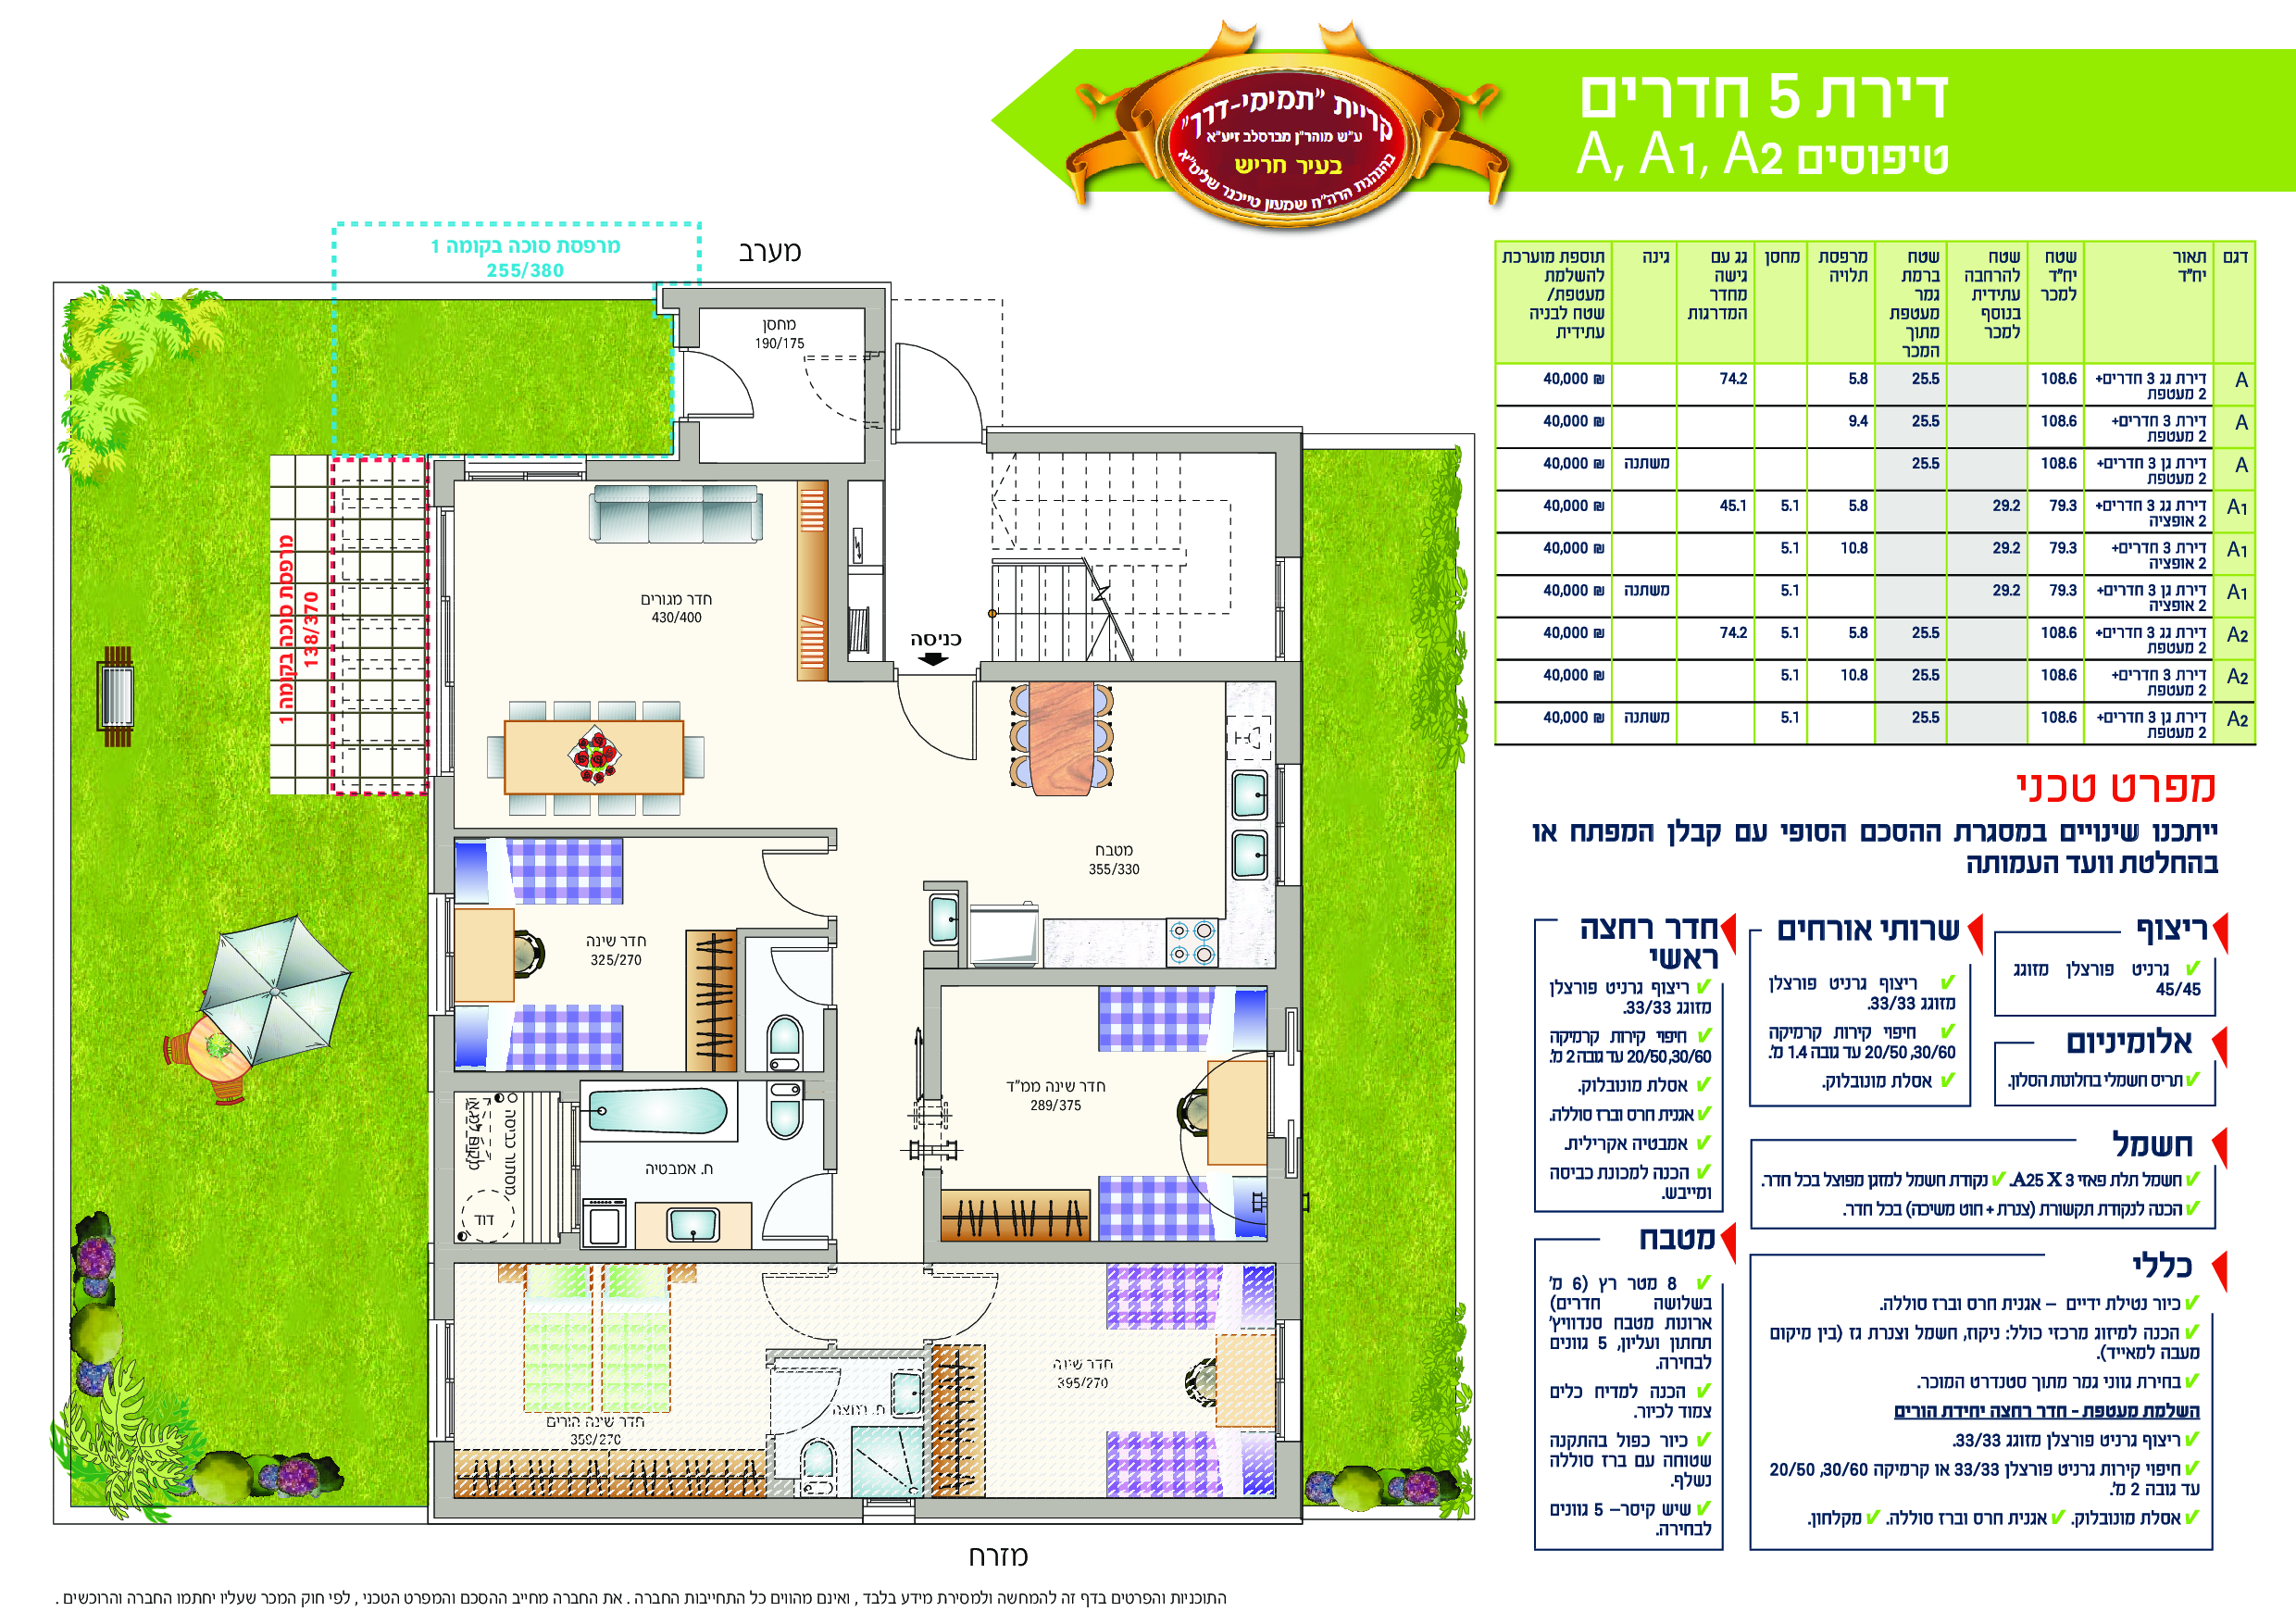 דירת 5 חדרים
טיפוסים A, A1, A2
קרית "תמימי-דרך"
ע"ש מוהר"ן מברסלב זיע"א
בעיר חריש
בהנהגת הרה"ח שמעון טייכנר שליט"א
דגם
תאור יח"ד
שטח יח"ד למכר
שטח להרחבה עתידית בנוסף למכר
שטח ברמת גמר מעטפת מתוך המכר
מרפסת תלויה
מחסן
גג עם גישה מחדר המדרגות
גינה
תוספת מוערכת להשלמת מעטפת/ שטח לבניה עתידית
A דירת גג 3 חדרים+ 2 מעטפת 108.6 25.5 5.8 74.2 40,000 ₪
A דירת 3 חדרים+ 2 מעטפת 108.6 25.5 9.4 40,000 ₪
A דירת גן 3 חדרים+ 2 מעטפת 108.6 25.5 משתנה 40,000 ₪
A1 דירת גג 3 חדרים+ 2 אופציה 79.3 29.2 5.8 5.1 45.1 40,000 ₪
A1 דירת 3 חדרים+ 2 אופציה 79.3 29.2 10.8 5.1 40,000 ₪
A1 דירת גן 3 חדרים+ 2 אופציה 79.3 29.2 5.1 משתנה 40,000 ₪
A2 דירת גג 3 חדרים+ 2 מעטפת 108.6 25.5 5.8 5.1 74.2 40,000 ₪
A2 דירת 3 חדרים+ 2 מעטפת 108.6 25.5 10.8 5.1 40,000 ₪
A2 דירת גן 3 חדרים+ 2 מעטפת 108.6 25.5 5.1 משתנה 40,000 ₪
מפרט טכני
ייתכנו שינויים במסגרת ההסכם הסופי עם קבלן המפתח או
בהחלטת וועד העמותה
ריצוף
✓ גרניט פורצלן מזוגג
45/45
אלומיניום
✓ תריס חשמלי בחלונות הסלון.
שרותי אורחים
✓ ריצוף גרניט פורצלן
מזוגג 33/33.
✓ חיפוי קירות קרמיקה
20/50,30/60 עד גובה 1.4 מ'.
✓ אסלת מונובלוק.
חדר רחצה
ראשי
✓ ריצוף גרניט פורצלן
מזוגג 33/33.
✓ חיפוי קירות קרמיקה
20/50,30/60 עד גובה 2 מ'.
✓ אסלת מונובלוק.
✓ אגנית חרס וברז סוללה.
✓ אמבטיה אקרילית.
✓ הכנה למכונת כביסה
ומייבש.
חשמל
✓ חשמל תלת פאזי 3 X A25. ✓ נקודת חשמל למזגן מפוצל בכל חדר.
✓ הכנה לנקודת תקשורת (צנרת + חוט משיכה) בכל חדר.
מטבח
✓ 8 מטר רץ (6 מ'
בשלושה חדרים)
ארונות מטבח סנדוויץ'
תחתון ועליון, 5 גוונים
לבחירה.
✓ הכנה למדיח כלים
צמוד לכיור.
✓ כיור כפול בהתקנה
שטוחה עם ברז סוללה
נשלף.
✓ שיש קיסר– 5 גוונים
לבחירה.
כללי
✓ כיור נטילת ידיים – אגנית חרס וברז סוללה.
✓ הכנה למיזוג מרכזי כולל: ניקוז, חשמל וצנרת גז (בין מיקום
מעבה למאייד).
✓ בחירת גווני גמר מתוך סטנדרט המוכר.
השלמת מעטפת - חדר רחצה יחידת הורים
✓ ריצוף גרניט פורצלן מזוגג 33/33.
✓ חיפוי קירות גרניט פורצלן 33/33 או קרמיקה 30/60, 20/50
עד גובה 2 מ'.
✓ אסלת מונובלוק. ✓ אגנית חרס וברז סוללה. ✓ מקלחון.
מערב
מרפסת סוכה בקומה 1
255/380
מחסן
190/175
מרפסת סוכה בקומה 1
138/370
חדר מגורים
430/400
כניסה
מטבח
355/330
חדר שינה
325/270
חדר שינה ממ"ד
289/375
ח. אמבטיה
מסתור כביסה
דוד
חדר שינה הורים
359/270
ח. רחצה
חדר שינה
395/270
מזרח
התוכניות והפרטים בדף זה להמחשה ולמסירת מידע בלבד , ואינם מהווים כל התחייבות החברה . את החברה מחייב ההסכם והמפרט הטכני , לפי חוק המכר שעליו יחתמו החברה והרוכשים .